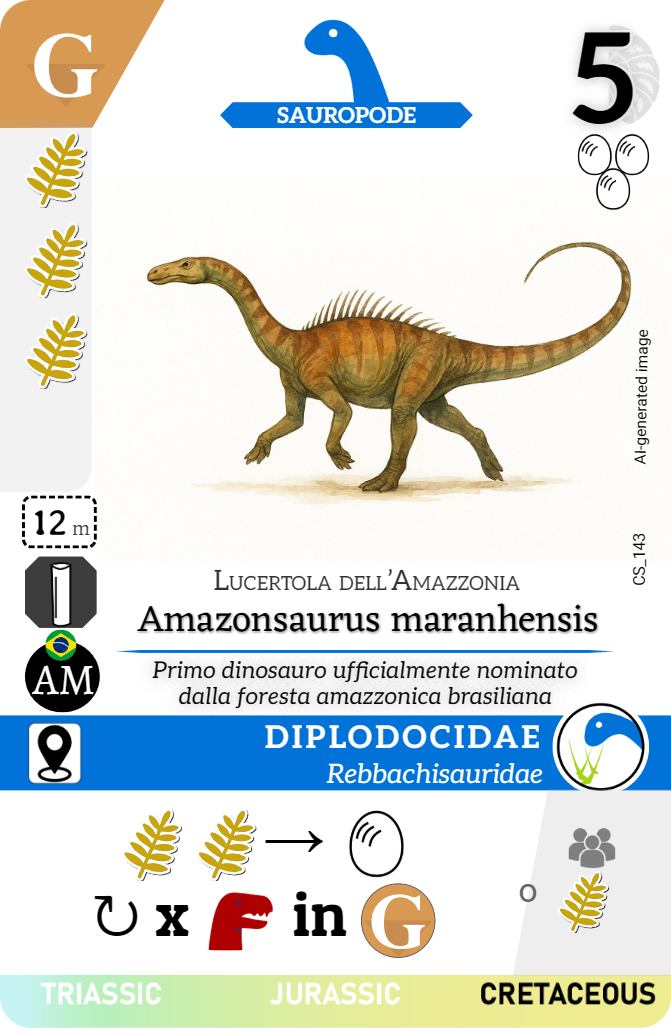 G
SAUROPODE
5
AI-generated image
12 m
CS_143
Lucertola dell'Amazzonia
Amazonsaurus maranhensis
AM
Primo dinosauro ufficialmente nominato
dalla foresta amazzonica brasiliana
DIPLODOCIDAE
Rebbachisauridae
o
x in G
TRIASSIC JURASSIC CRETACEOUS